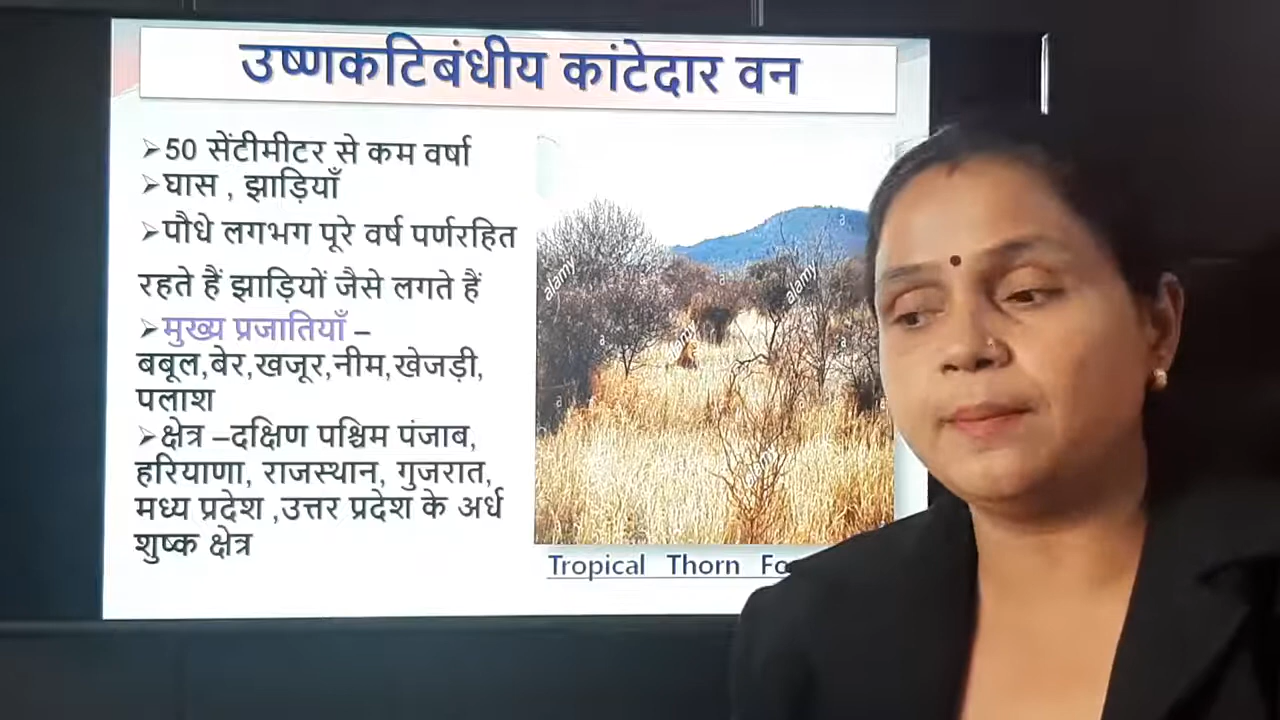 उष्णकटिबंधीय कांटेदार वन
➢50 सेंटीमीटर से कम वर्षा
➢घास , झाड़ियाँ
➢पौधे लगभग पूरे वर्ष पर्णरहित
रहते हैं झाड़ियों जैसे लगते हैं
➢मुख्य प्रजातियाँ –
बबूल,बेर,खजूर,नीम,खेजड़ी,
पलाश
➢क्षेत्र –दक्षिण पश्चिम पंजाब,
हरियाणा, राजस्थान, गुजरात,
मध्य प्रदेश ,उत्तर प्रदेश के अर्ध
शुष्क क्षेत्र
alamy
alamy
alamy
Tropical Thorn